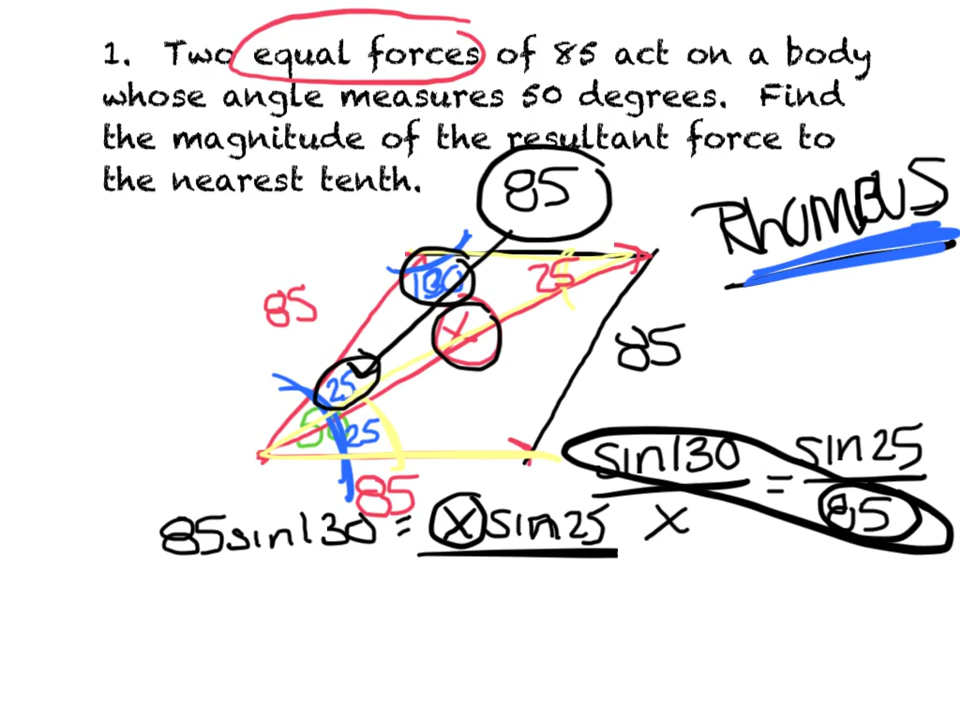 1. Two equal forces of 85 act on a body
whose angle measures 50 degrees. Find
the magnitude of the resultant force to
the nearest tenth.
85
RHOMBUS
130
25
85
x
85
25
50
25
85
sin130 = sin25
x 85
85sin130 = x sin25